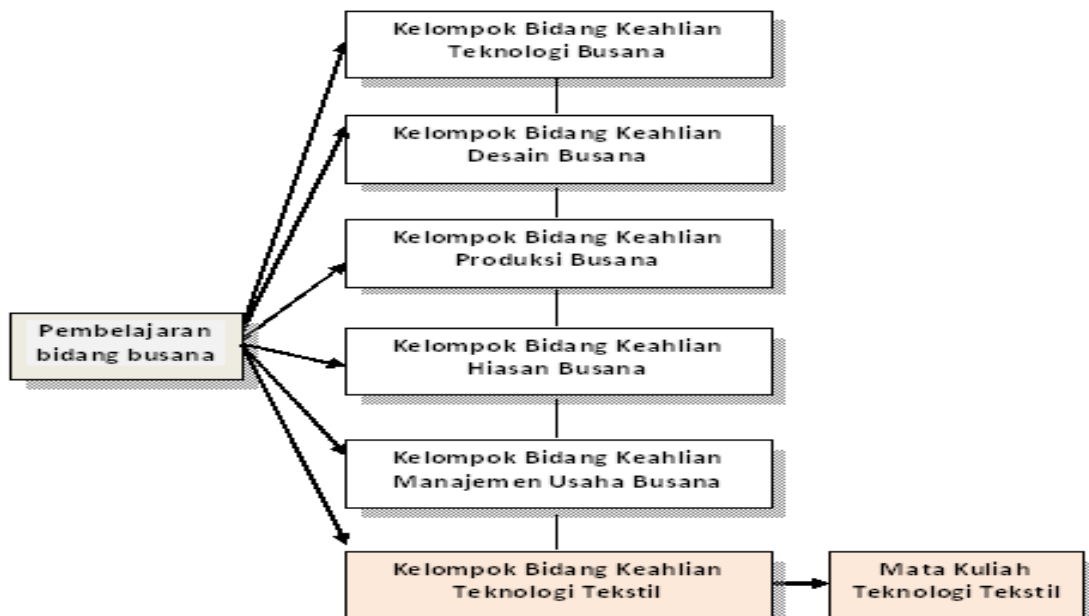 Kelompok Bidang Keahlian
Teknologi Busana
Kelompok Bidang Keahlian
Desain Busana
Kelompok Bidang Keahlian
Produksi Busana
Pembelajaran
bidang busana
Kelompok Bidang Keahlian
Hiasan Busana
Kelompok Bidang Keahlian
Manajemen Usaha Busana
Kelompok Bidang Keahlian
Teknologi Tekstil
Mata Kuliah
Teknologi Tekstil